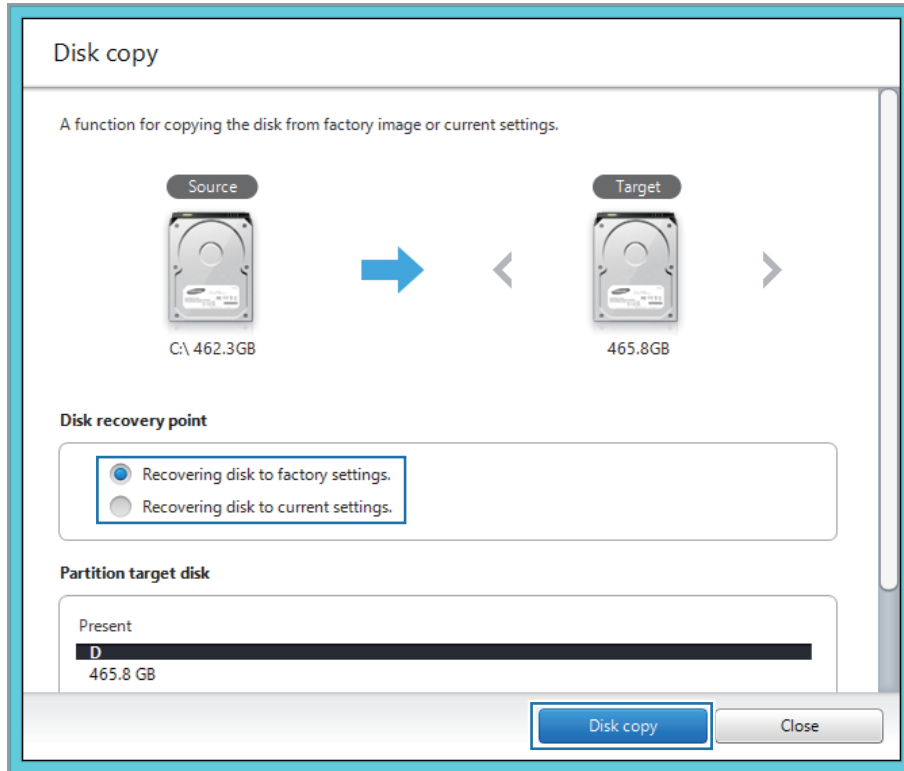 Disk copy
A function for copying the disk from factory image or current settings.
Source
Target
C:\ 462.3GB
465.8GB
Disk recovery point
Recovering disk to factory settings.
Recovering disk to current settings.
Partition target disk
Present
D
465.8 GB
Disk copy
Close